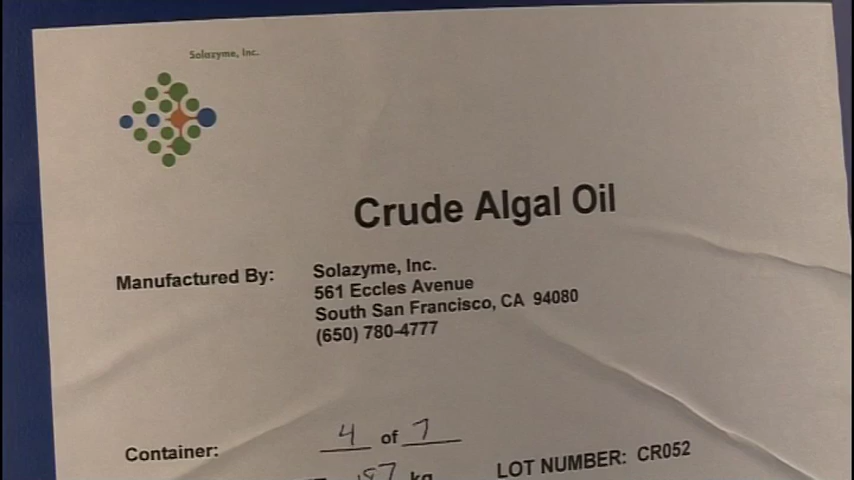 Solazyme, Inc.
Crude Algal Oil
Manufactured By: Solazyme, Inc.
561 Eccles Avenue
South San Francisco, CA 94080
(650) 780-4777
Container: 4 of 7
kg LOT NUMBER: CR052